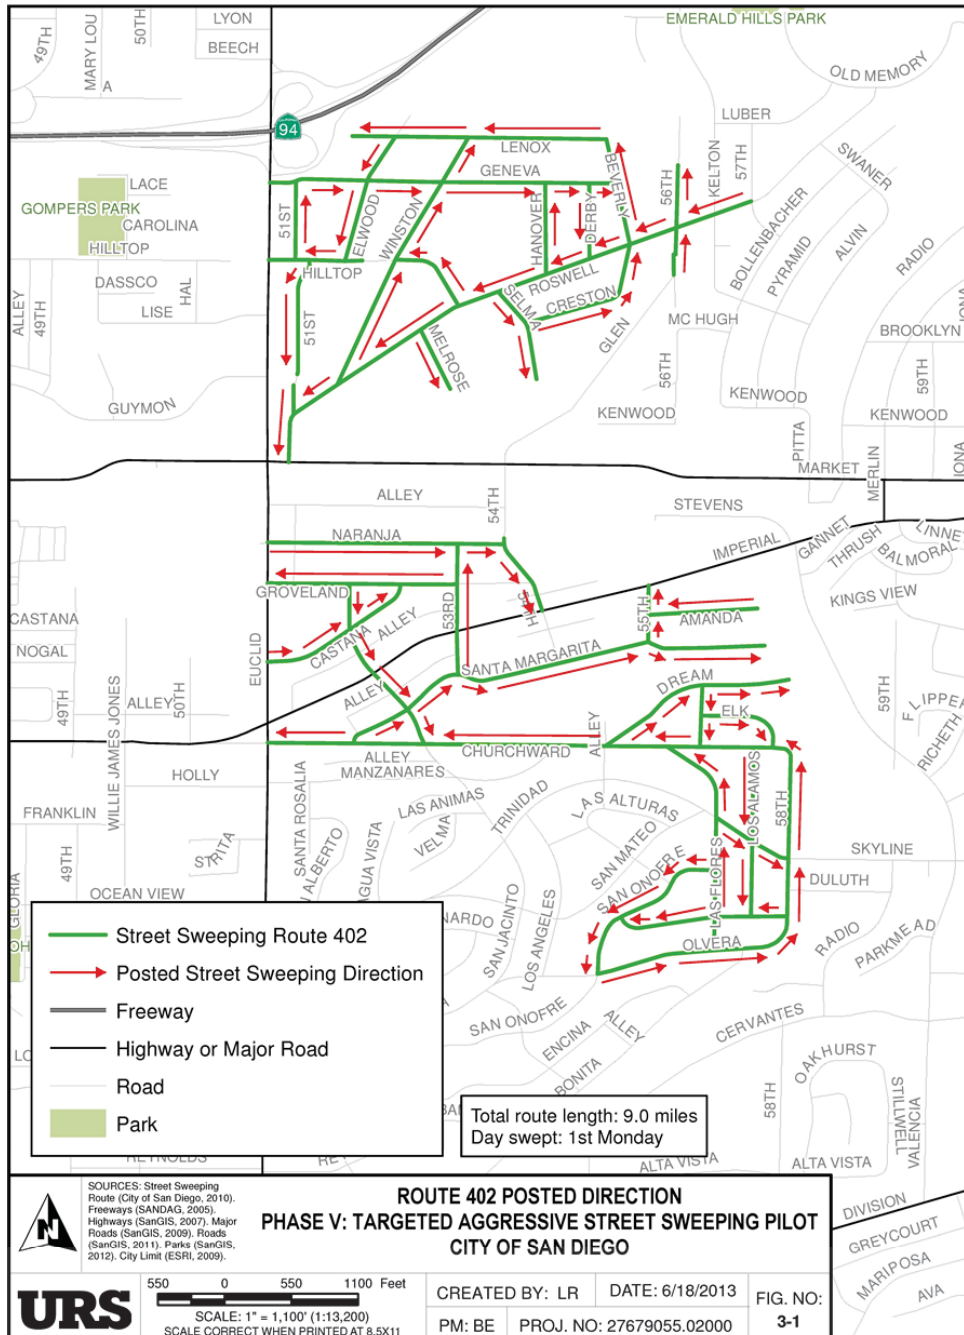 EMERALD HILLS PARK
LYON
50TH
49TH
MARY LOU
BEECH
A
OLD MEMORY
94
LUBER
LENOX
GENEVA
BEVERLY
KELTON
57TH
SWANER
56TH
LACE
GOMPERS PARK
CAROLINA
HILLTOP
51ST
ELWOOD
WINSTON
HANOVER
DERBY
BOLLENBACHER
PYRAMID
ALVIN
RADIO
HILLTOP
DASSCO
HAL
LISE
ALLEY
49TH
51ST
ROSWELL
SELMA
CRESTON
GLEN
MC HUGH
BROOKLYN
IONA
MELROSE
56TH
59TH
GUYMON
KENWOOD
KENWOOD
KENWOOD
PITTA
MARKET
MERLIN
IONA
ALLEY
54TH
STEVENS
NARANJA
IMPERIAL
GANNET
THRUSH
LINNET
BALMORAL
GROVELAND
53RD
54TH
55TH
AMANDA
KINGS VIEW
CASTANA
NOGAL
CASTANA
ALLEY
EUCLID
SANTA MARGARITA
49TH
WILLIE JAMES JONES
ALLEY
50TH
ALLEY
DREAM
ELK
59TH
FLIPPER
RICHETH
ALLEY
CHURCHWARD
ALLEY
MANZANARES
HOLLY
SANTA ROSALIA
LAS ANIMAS
TRINIDAD
LAS ALTURAS
LOS ALAMOS
58TH
FRANKLIN
VELMA
SAN MATEO
49TH
ST RITA
ALBERTO
AGUA VISTA
SAN ONOFRE
LAS FLORES
SKYLINE
DULUTH
GLORIA
OCEAN VIEW
NARDO
SAN JACINTO
LOS ANGELES
OLVERA
RADIO
PARKMEAD
Street Sweeping Route 402
Posted Street Sweeping Direction
Freeway
Highway or Major Road
Road
Park
SAN ONOFRE
ENCINA
ALLEY
BONITA
CERVANTES
58TH
OAKHURST
STILLWELL
VALENCIA
Total route length: 9.0 miles
Day swept: 1st Monday
REYNOLDS
ALTA VISTA
ALTA VISTA
DIVISION
GREYCOURT
MARIPOSA
AVA
N
SOURCES: Street Sweeping
Route (City of San Diego, 2010).
Freeways (SANDAG, 2005).
Highways (SanGIS, 2007). Major
Roads (SanGIS, 2009). Roads
(SanGIS, 2011). Parks (SanGIS,
2012). City Limit (ESRI, 2009).
ROUTE 402 POSTED DIRECTION
PHASE V: TARGETED AGGRESSIVE STREET SWEEPING PILOT
CITY OF SAN DIEGO
URS
550 0 550 1100 Feet
SCALE: 1" = 1,100' (1:13,200)
SCALE CORRECT WHEN PRINTED AT 8.5X11
CREATED BY: LR
DATE: 6/18/2013
PM: BE
PROJ. NO: 27679055.02000
FIG. NO:
3-1